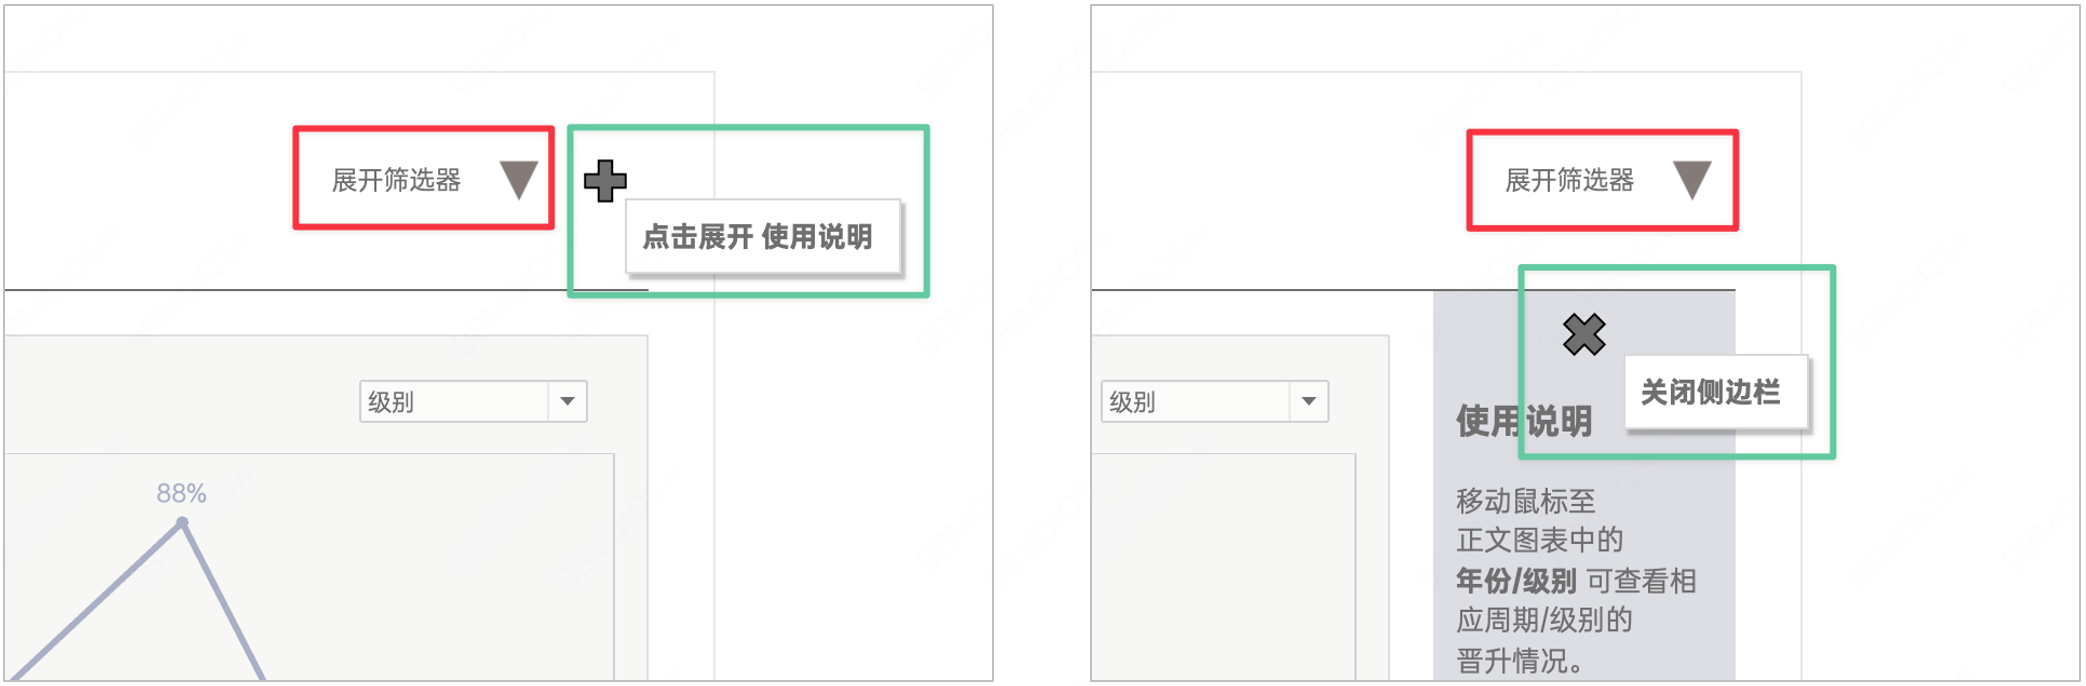 展开筛选器
点击展开 使用说明
级别
88%
展开筛选器
关闭侧边栏
级别
使用说明
移动鼠标至
正文图表中的
年份/级别 可查看相
应周期/级别的
晋升情况。